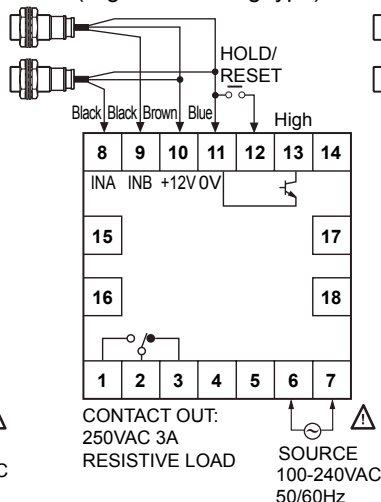 HOLD/
RESET
Black Black Brown Blue
High
8 9 10 11 12 13 14
INA INB +12V 0V
15 17
16 18
1 2 3 4 5 6 7
CONTACT OUT:
250VAC 3A
RESISTIVE LOAD
SOURCE
100-240VAC
50/60Hz